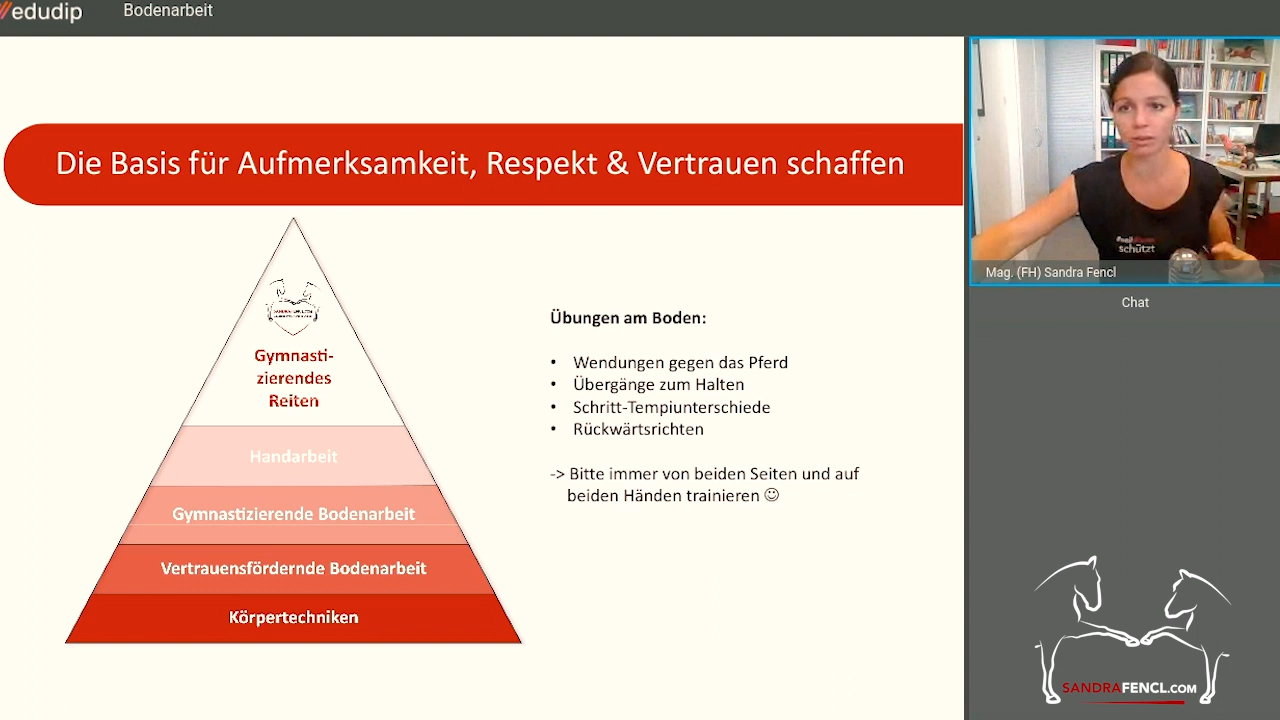 edudip
Bodenarbeit
Die Basis für Aufmerksamkeit, Respekt & Vertrauen schaffen
Gymnasti-
zierendes
Reiten
Handarbeit
Gymnastizierende Bodenarbeit
Vertrauensfördernde Bodenarbeit
Körpertechniken
Übungen am Boden:
• Wendungen gegen das Pferd
• Übergänge zum Halten
• Schritt-Tempiunterschiede
• Rückwärtsrichten
-> Bitte immer von beiden Seiten und auf
beiden Händen trainieren ☺
schützt
Mag. (FH) Sandra Fencl
Chat
SANDRAFENCL.COM